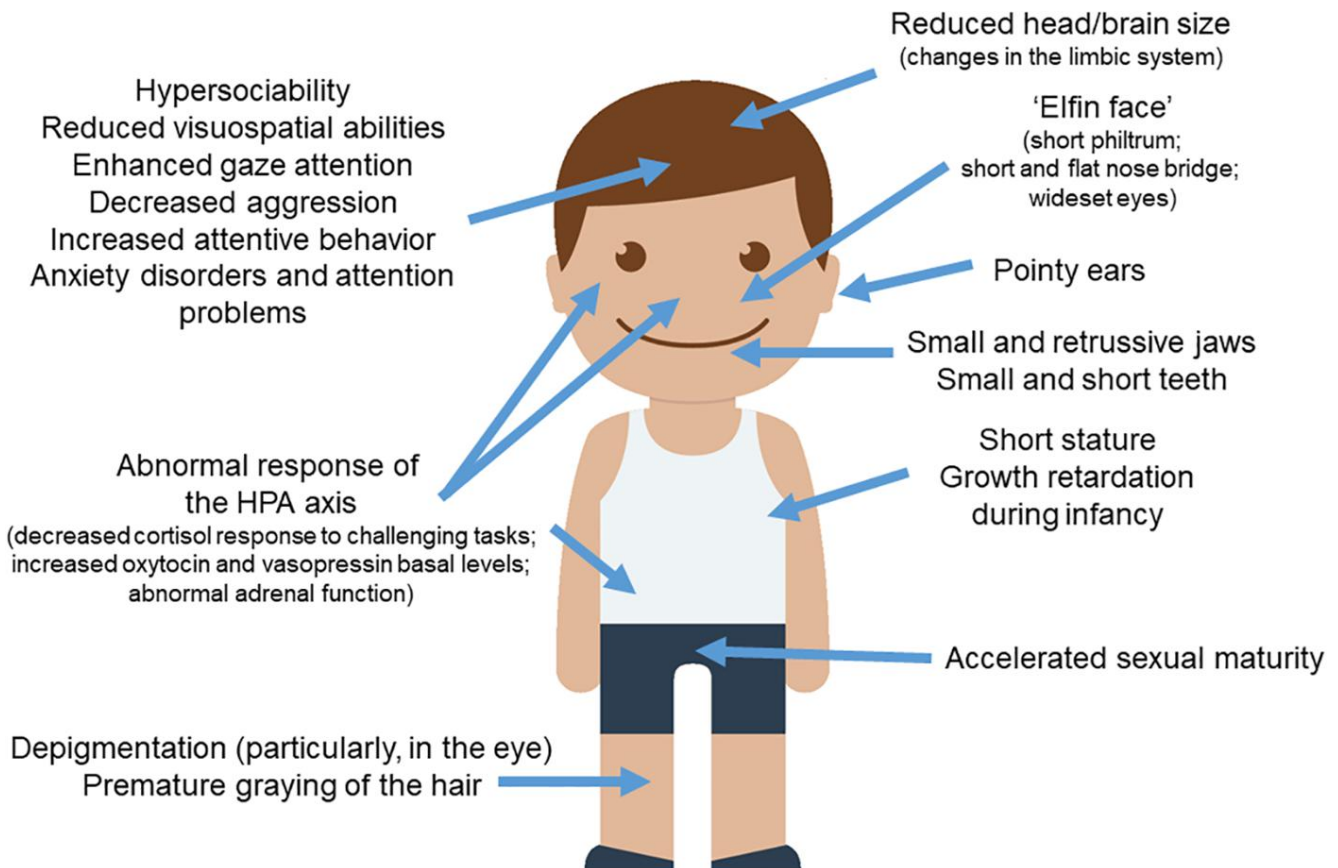 Reduced head/brain size
(changes in the limbic system)
Hypersociability
Reduced visuospatial abilities
Enhanced gaze attention
Decreased aggression
Increased attentive behavior
Anxiety disorders and attention
problems
‘Elfin face’
(short philtrum;
short and flat nose bridge;
wideset eyes)
Pointy ears
Small and retrussive jaws
Small and short teeth
Abnormal response of
the HPA axis
(decreased cortisol response to challenging tasks;
increased oxytocin and vasopressin basal levels;
abnormal adrenal function)
Short stature
Growth retardation
during infancy
Accelerated sexual maturity
Depigmentation (particularly, in the eye)
Premature graying of the hair